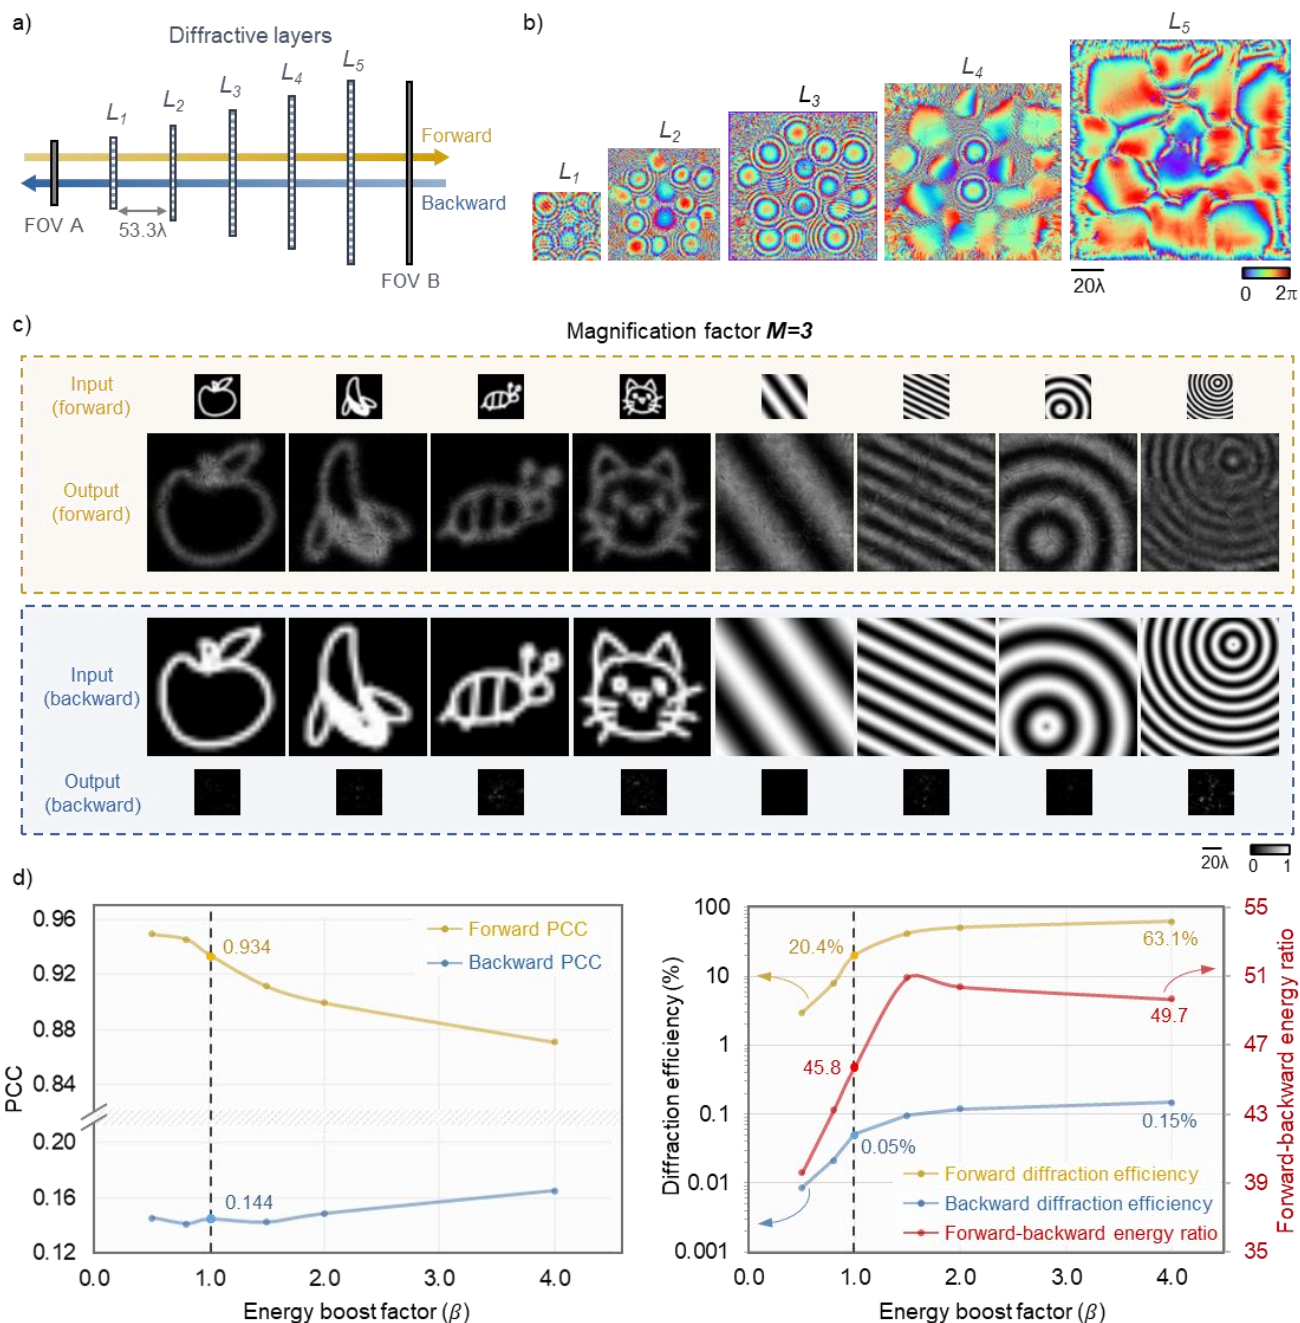 a)
Diffractive layers
L1
L2
L3
L4
L5
Forward
Backward
FOV A
53.3λ
FOV B
b)
L1
L2
L3
L4
L5
20λ
0 2π
c)
Magnification factor M=3
Input
(forward)
Output
(forward)
Input
(backward)
Output
(backward)
20λ
0 1
d)
0.96
0.92
0.88
0.84
0.20
0.16
0.12
PCC
0.934
0.144
Forward PCC
Backward PCC
0.0 1.0 2.0 3.0 4.0
Energy boost factor (β)
100
10
1
0.1
0.01
0.001
Diffraction efficiency (%)
20.4%
63.1%
45.8
49.7
0.05%
0.15%
Forward diffraction efficiency
Backward diffraction efficiency
Forward-backward energy ratio
55
51
47
43
39
35
Forward-backward energy ratio
0.0 1.0 2.0 3.0 4.0
Energy boost factor (β)